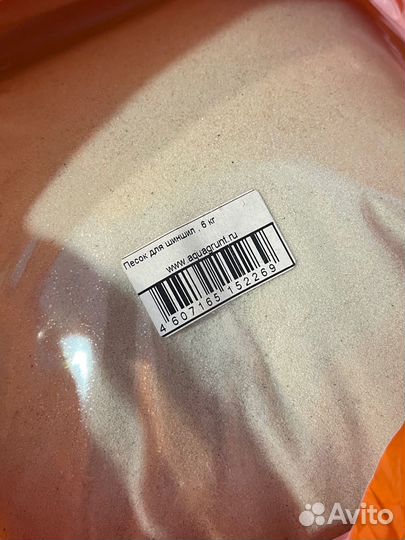 Песок для шиншил , 6 кг
www.aquagrunt.ru
4 607165 152269
Avito